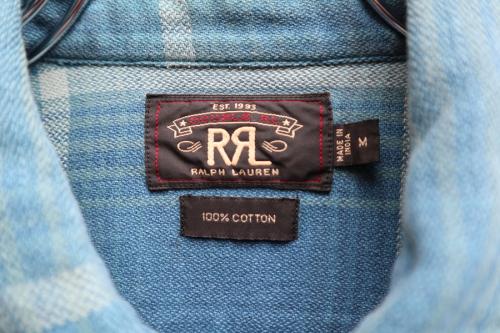 EST. 1993
RRL
RALPH LAUREN
MADE IN
INDIA
M
100% COTTON